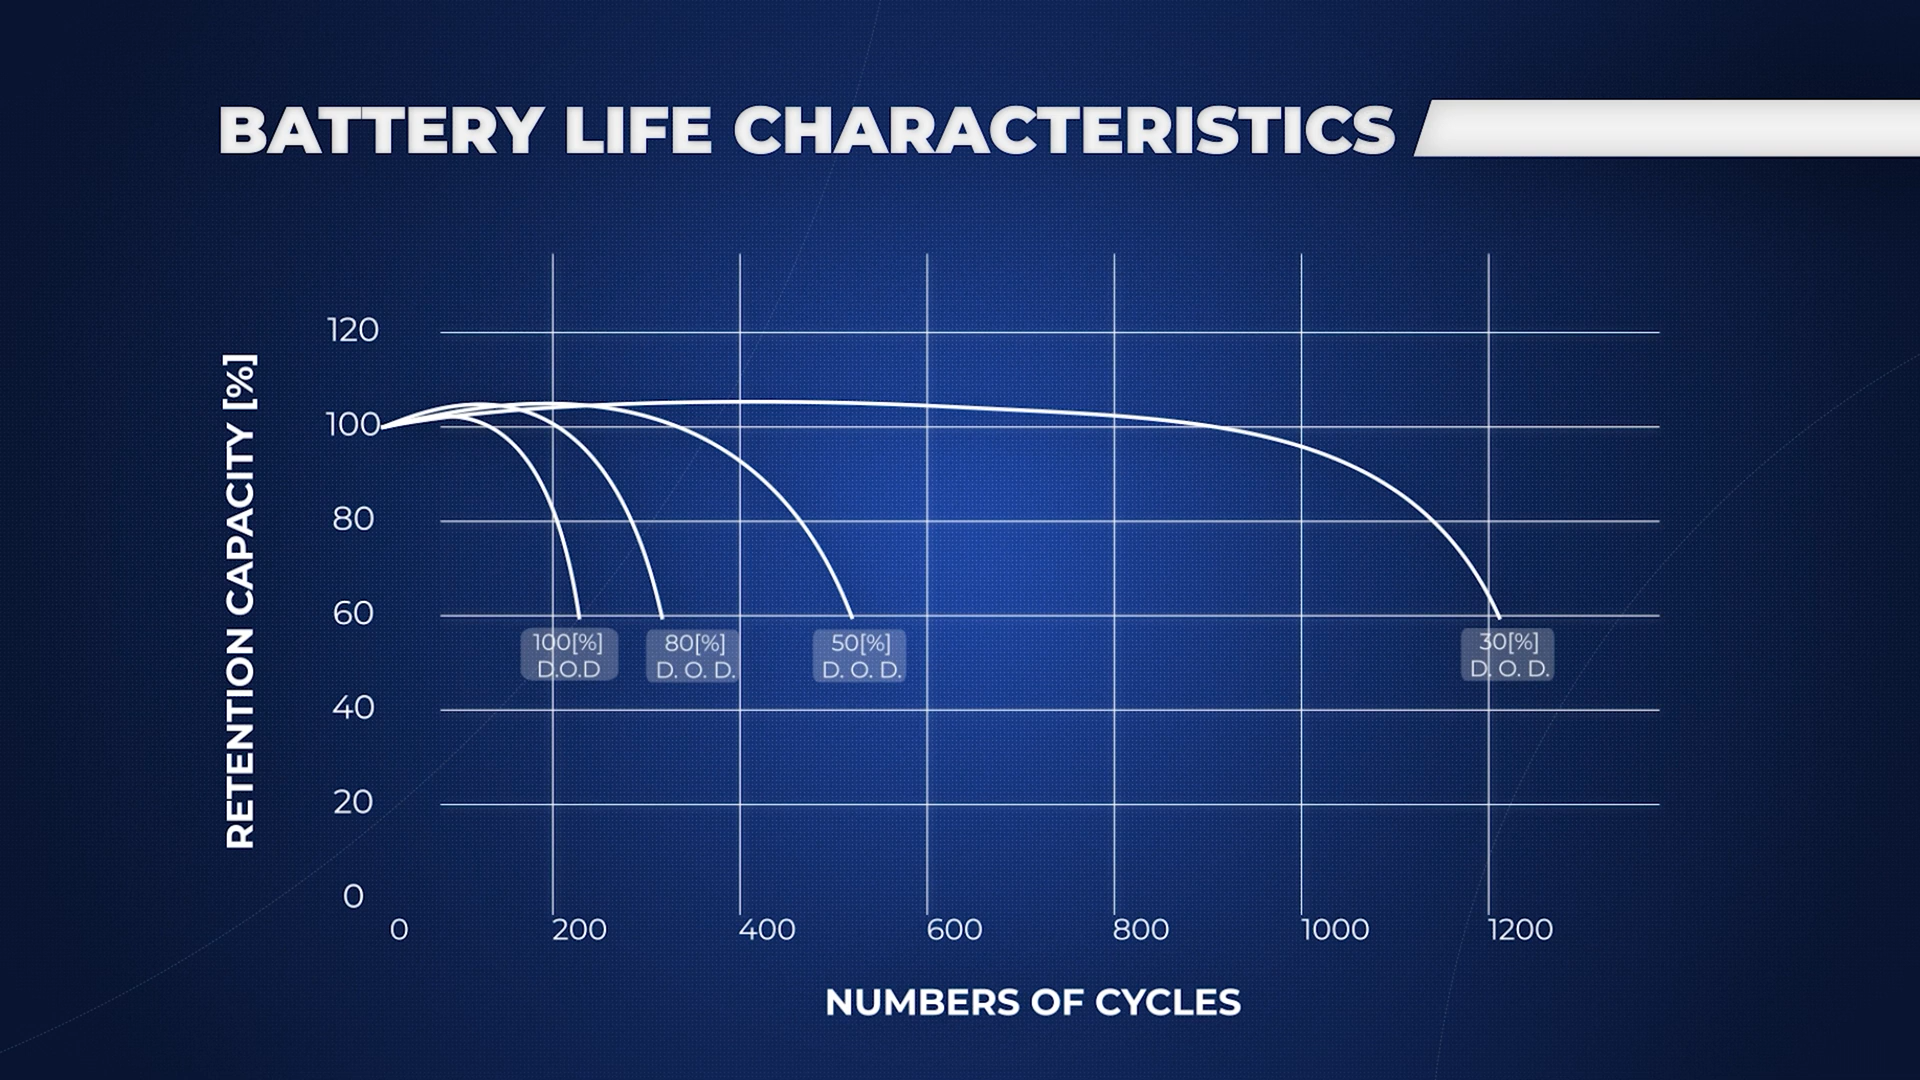 BATTERY LIFE CHARACTERISTICS
RETENTION CAPACITY [%]
120
100
80
60
40
20
0
100[%]
D.O.D
80[%]
D. O. D.
50[%]
D. O. D.
30[%]
D. O. D.
0 200 400 600 800 1000 1200
NUMBERS OF CYCLES